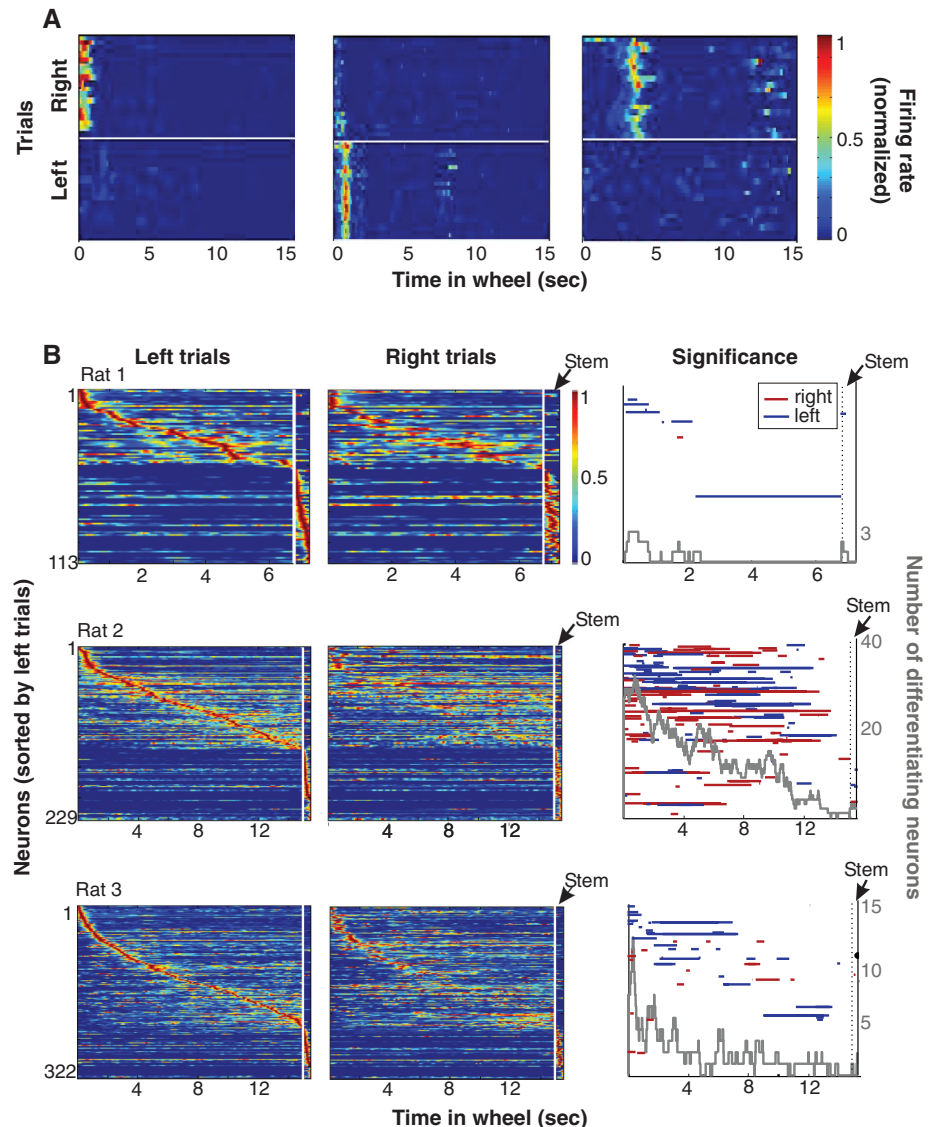 A
Trials
Right
Left
0 5 10 15
0 5 10 15
0 5 10 15
Time in wheel (sec)
1
0.5
0
Firing rate
(normalized)
B
Left trials
Right trials
Significance
Neurons (sorted by left trials)
Number of differentiating neurons
Rat 1
1
113
2 4 6
Stem
2 4 6
1
0.5
0
Stem
right
left
3
2 4 6
Rat 2
1
229
4 8 12
Stem
4 8 12
Stem
40
20
4 8 12
Rat 3
1
322
4 8 12
Stem
4 8 12
Stem
15
10
5
4 8 12
Time in wheel (sec)